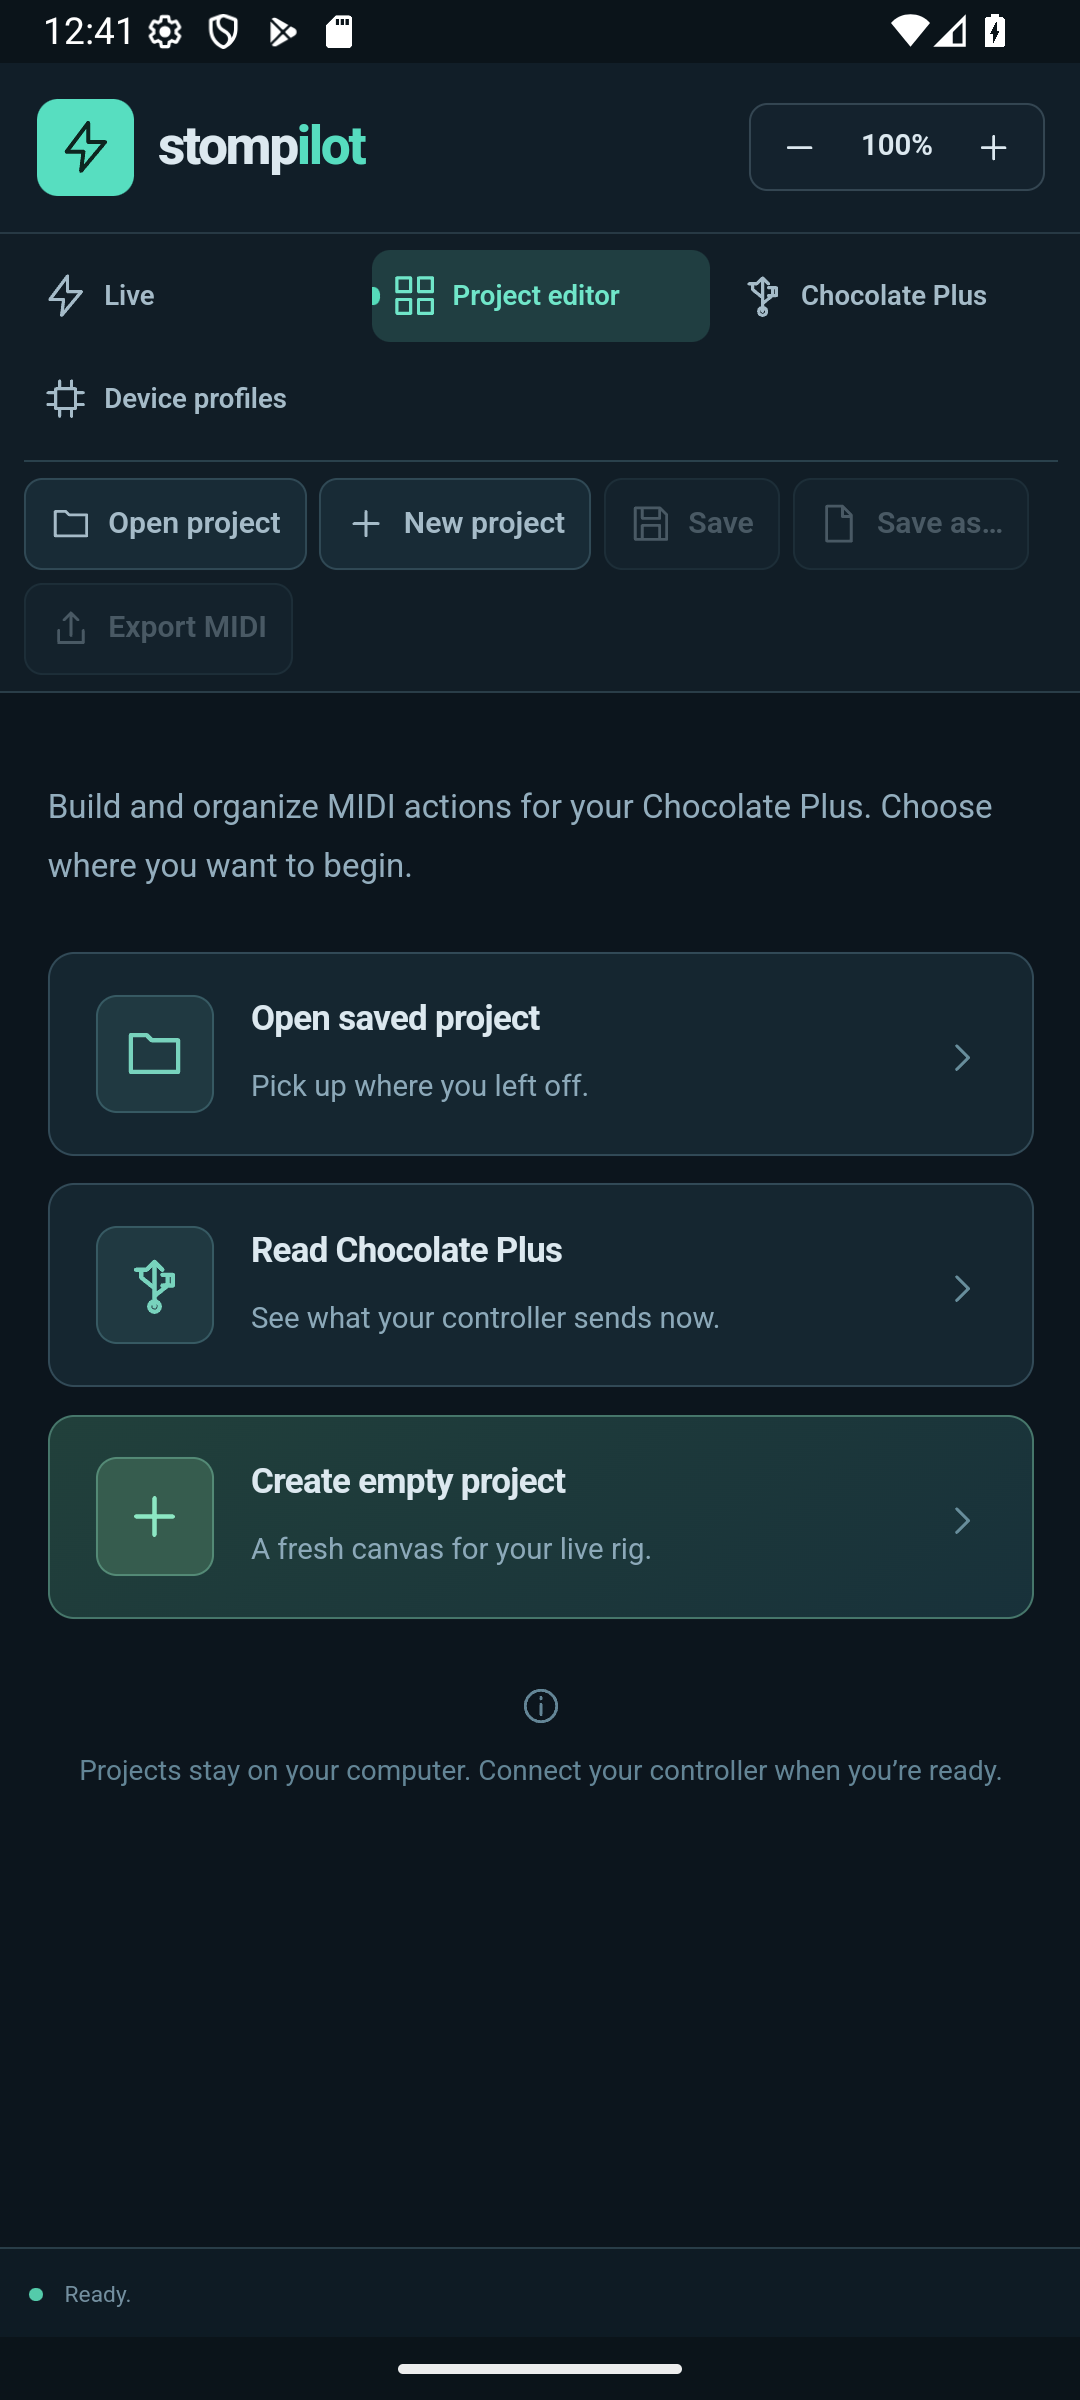 12:41
stompilot
100%
Live
Project editor
Chocolate Plus
Device profiles
Open project
New project
Save
Save as…
Export MIDI
Build and organize MIDI actions for your Chocolate Plus. Choose
where you want to begin.
Open saved project
Pick up where you left off.
Read Chocolate Plus
See what your controller sends now.
Create empty project
A fresh canvas for your live rig.
Projects stay on your computer. Connect your controller when you’re ready.
Ready.